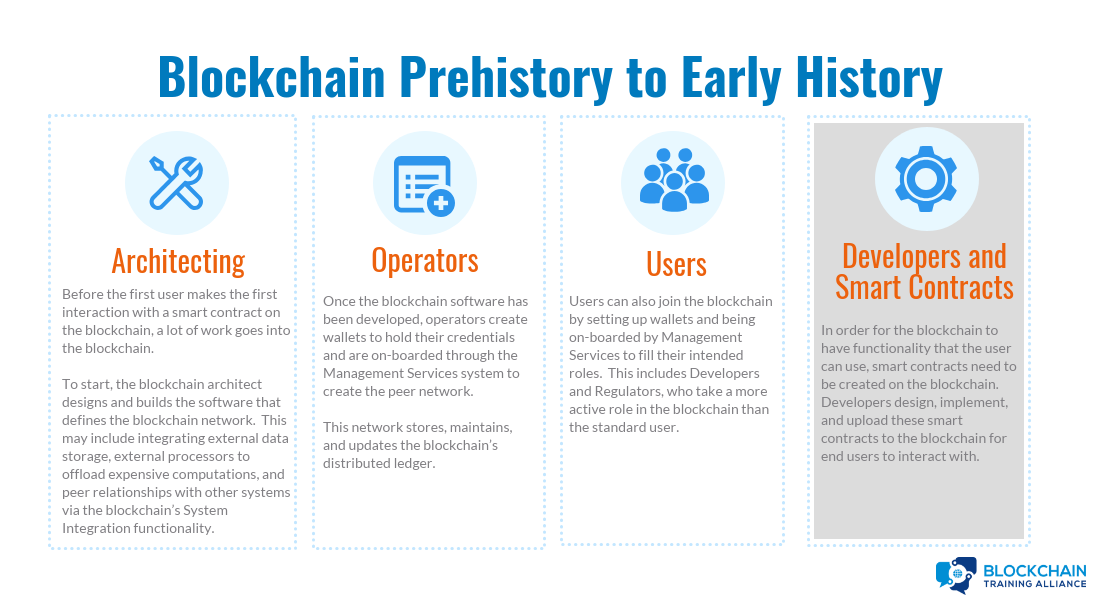 Blockchain Prehistory to Early History
Architecting
Before the first user makes the first
interaction with a smart contract on
the blockchain, a lot of work goes into
the blockchain.
To start, the blockchain architect
designs and builds the software that
defines the blockchain network.  This
may include integrating external data
storage, external processors to
offload expensive computations, and
peer relationships with other systems
via the blockchain’s System
Integration functionality.
Operators
Once the blockchain software has
been developed, operators create
wallets to hold their credentials
and are on-boarded through the
Management Services system to
create the peer network.
This network stores, maintains,
and updates the blockchain’s
distributed ledger.
Users
Users can also join the blockchain
by setting up wallets and being
on-boarded by Management
Services to fill their intended
roles.  This includes Developers
and Regulators, who take a more
active role in the blockchain than
the standard user.
Developers and
Smart Contracts
In order for the blockchain to
have functionality that the user
can use, smart contracts need to
be created on the blockchain.
Developers design, implement,
and upload these smart
contracts to the blockchain for
end users to interact with.
BLOCKCHAIN
TRAINING ALLIANCE